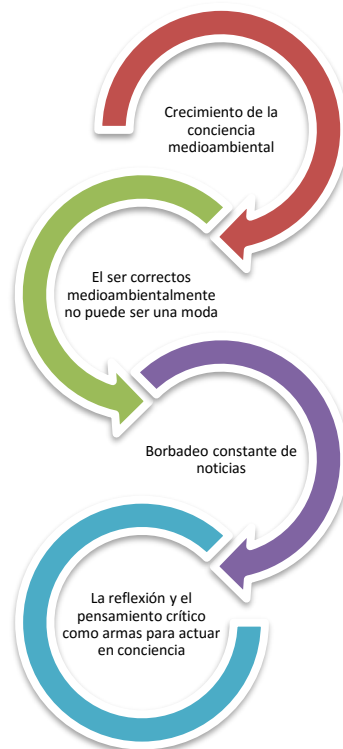 Crecimiento de la
conciencia
medioambiental
El ser correctos
medioambientalmente
no puede ser una moda
Borbadeo constante de
noticias
La reflexión y el
pensamiento crítico
como armas para actuar
en conciencia